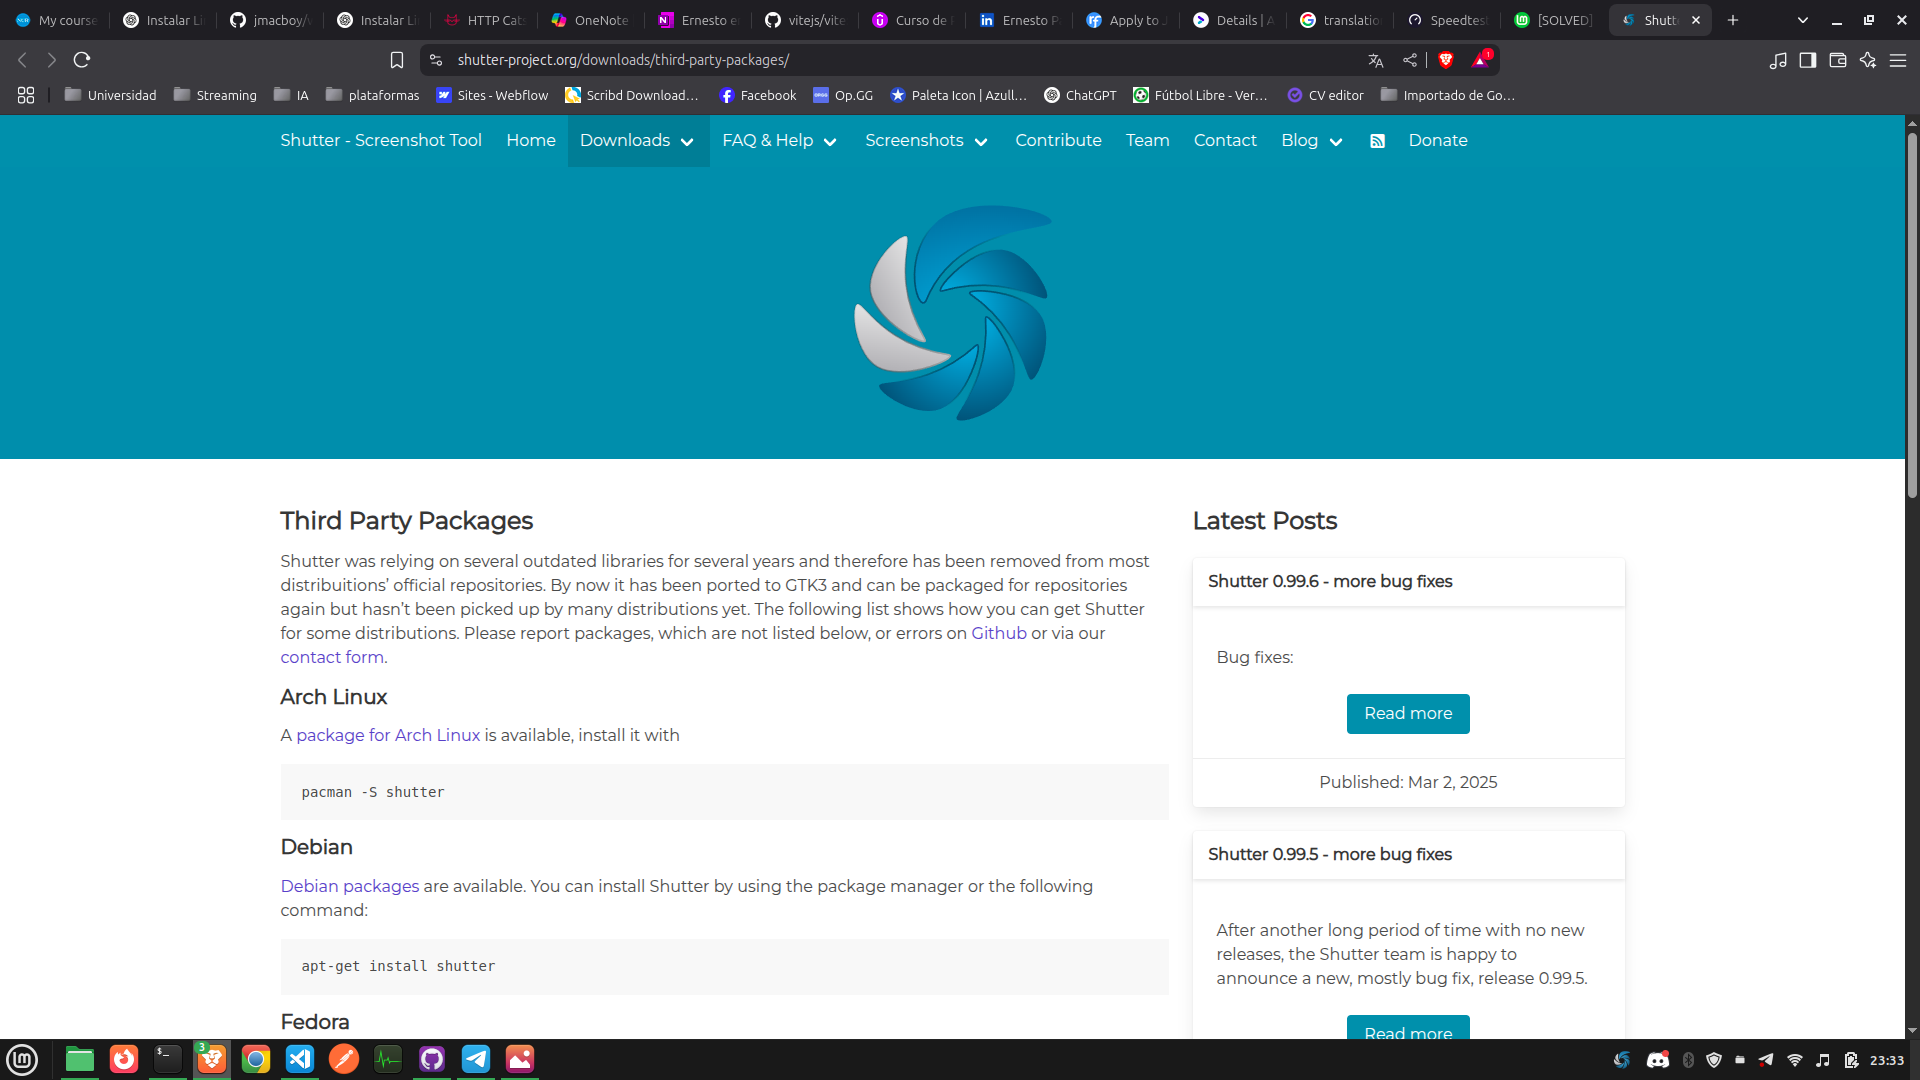 My course
Instalar Li
jmacboy/v
Instalar Li
HTTP Cats
OneNote
Ernesto e
vitejs/vite
Curso de
Ernesto P
Apply to J
Details | A
translatio
Speedtes
[SOLVED]
Shutt
shutter-project.org/downloads/third-party-packages/
1
Universidad
Streaming
IA
plataformas
Sites - Webflow
Scribd Download...
Facebook
Op.GG
Paleta Icon | Azull...
ChatGPT
Fútbol Libre - Ver...
CV editor
Importado de Go...
Shutter - Screenshot Tool
Home
Downloads
FAQ & Help
Screenshots
Contribute
Team
Contact
Blog
Donate
Third Party Packages
Shutter was relying on several outdated libraries for several years and therefore has been removed from most
distribuitions’ official repositories. By now it has been ported to GTK3 and can be packaged for repositories
again but hasn’t been picked up by many distributions yet. The following list shows how you can get Shutter
for some distributions. Please report packages, which are not listed below, or errors on Github or via our
contact form.
Arch Linux
A package for Arch Linux is available, install it with
pacman -S shutter
Debian
Debian packages are available. You can install Shutter by using the package manager or the following
command:
apt-get install shutter
Fedora
Latest Posts
Shutter 0.99.6 - more bug fixes
Bug fixes:
Read more
Published: Mar 2, 2025
Shutter 0.99.5 - more bug fixes
After another long period of time with no new
releases, the Shutter team is happy to
announce a new, mostly bug fix, release 0.99.5.
Read more
3
23:33